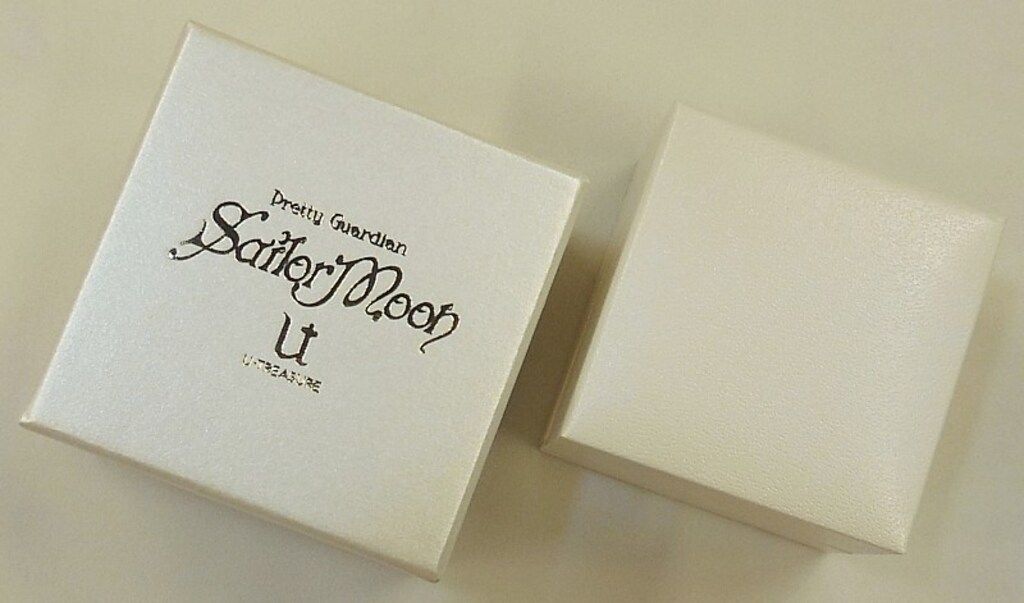 Pretty Guardian
Sailor Moon
Ut
U-TREASURE